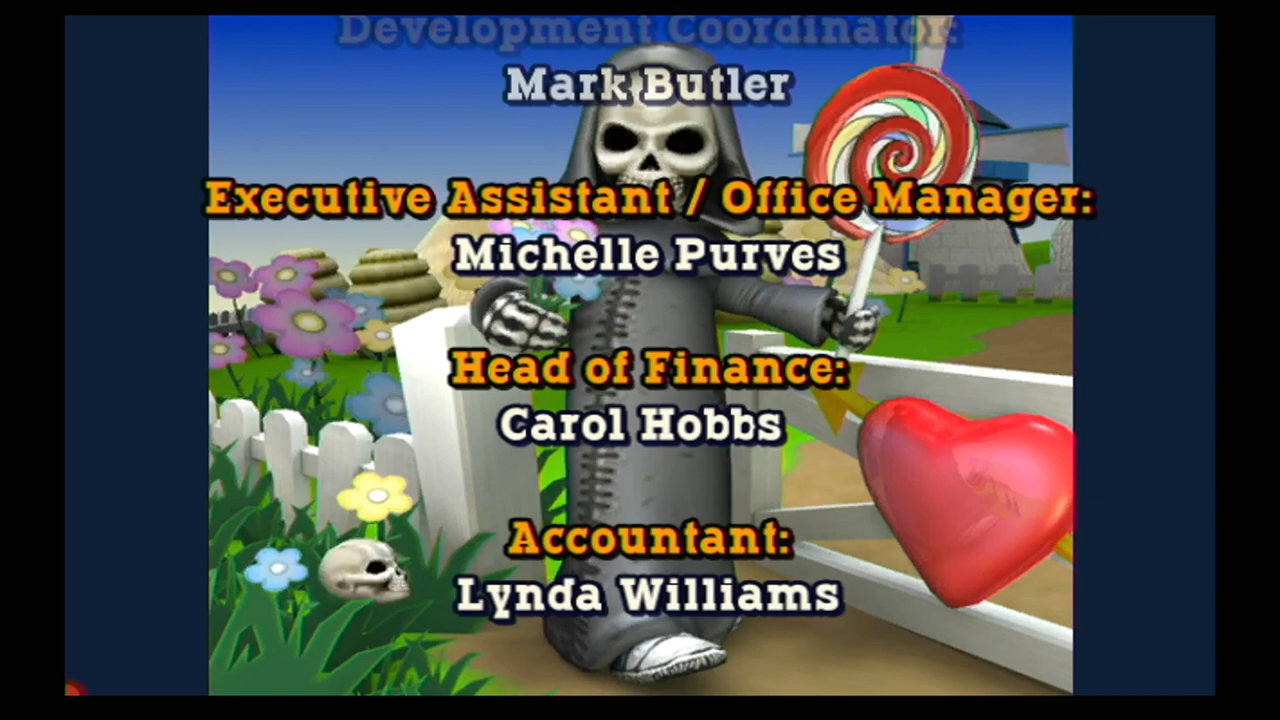 Development Coordinator:
Mark Butler
Executive Assistant / Office Manager:
Michelle Purves
Head of Finance:
Carol Hobbs
Accountant:
Lynda Williams